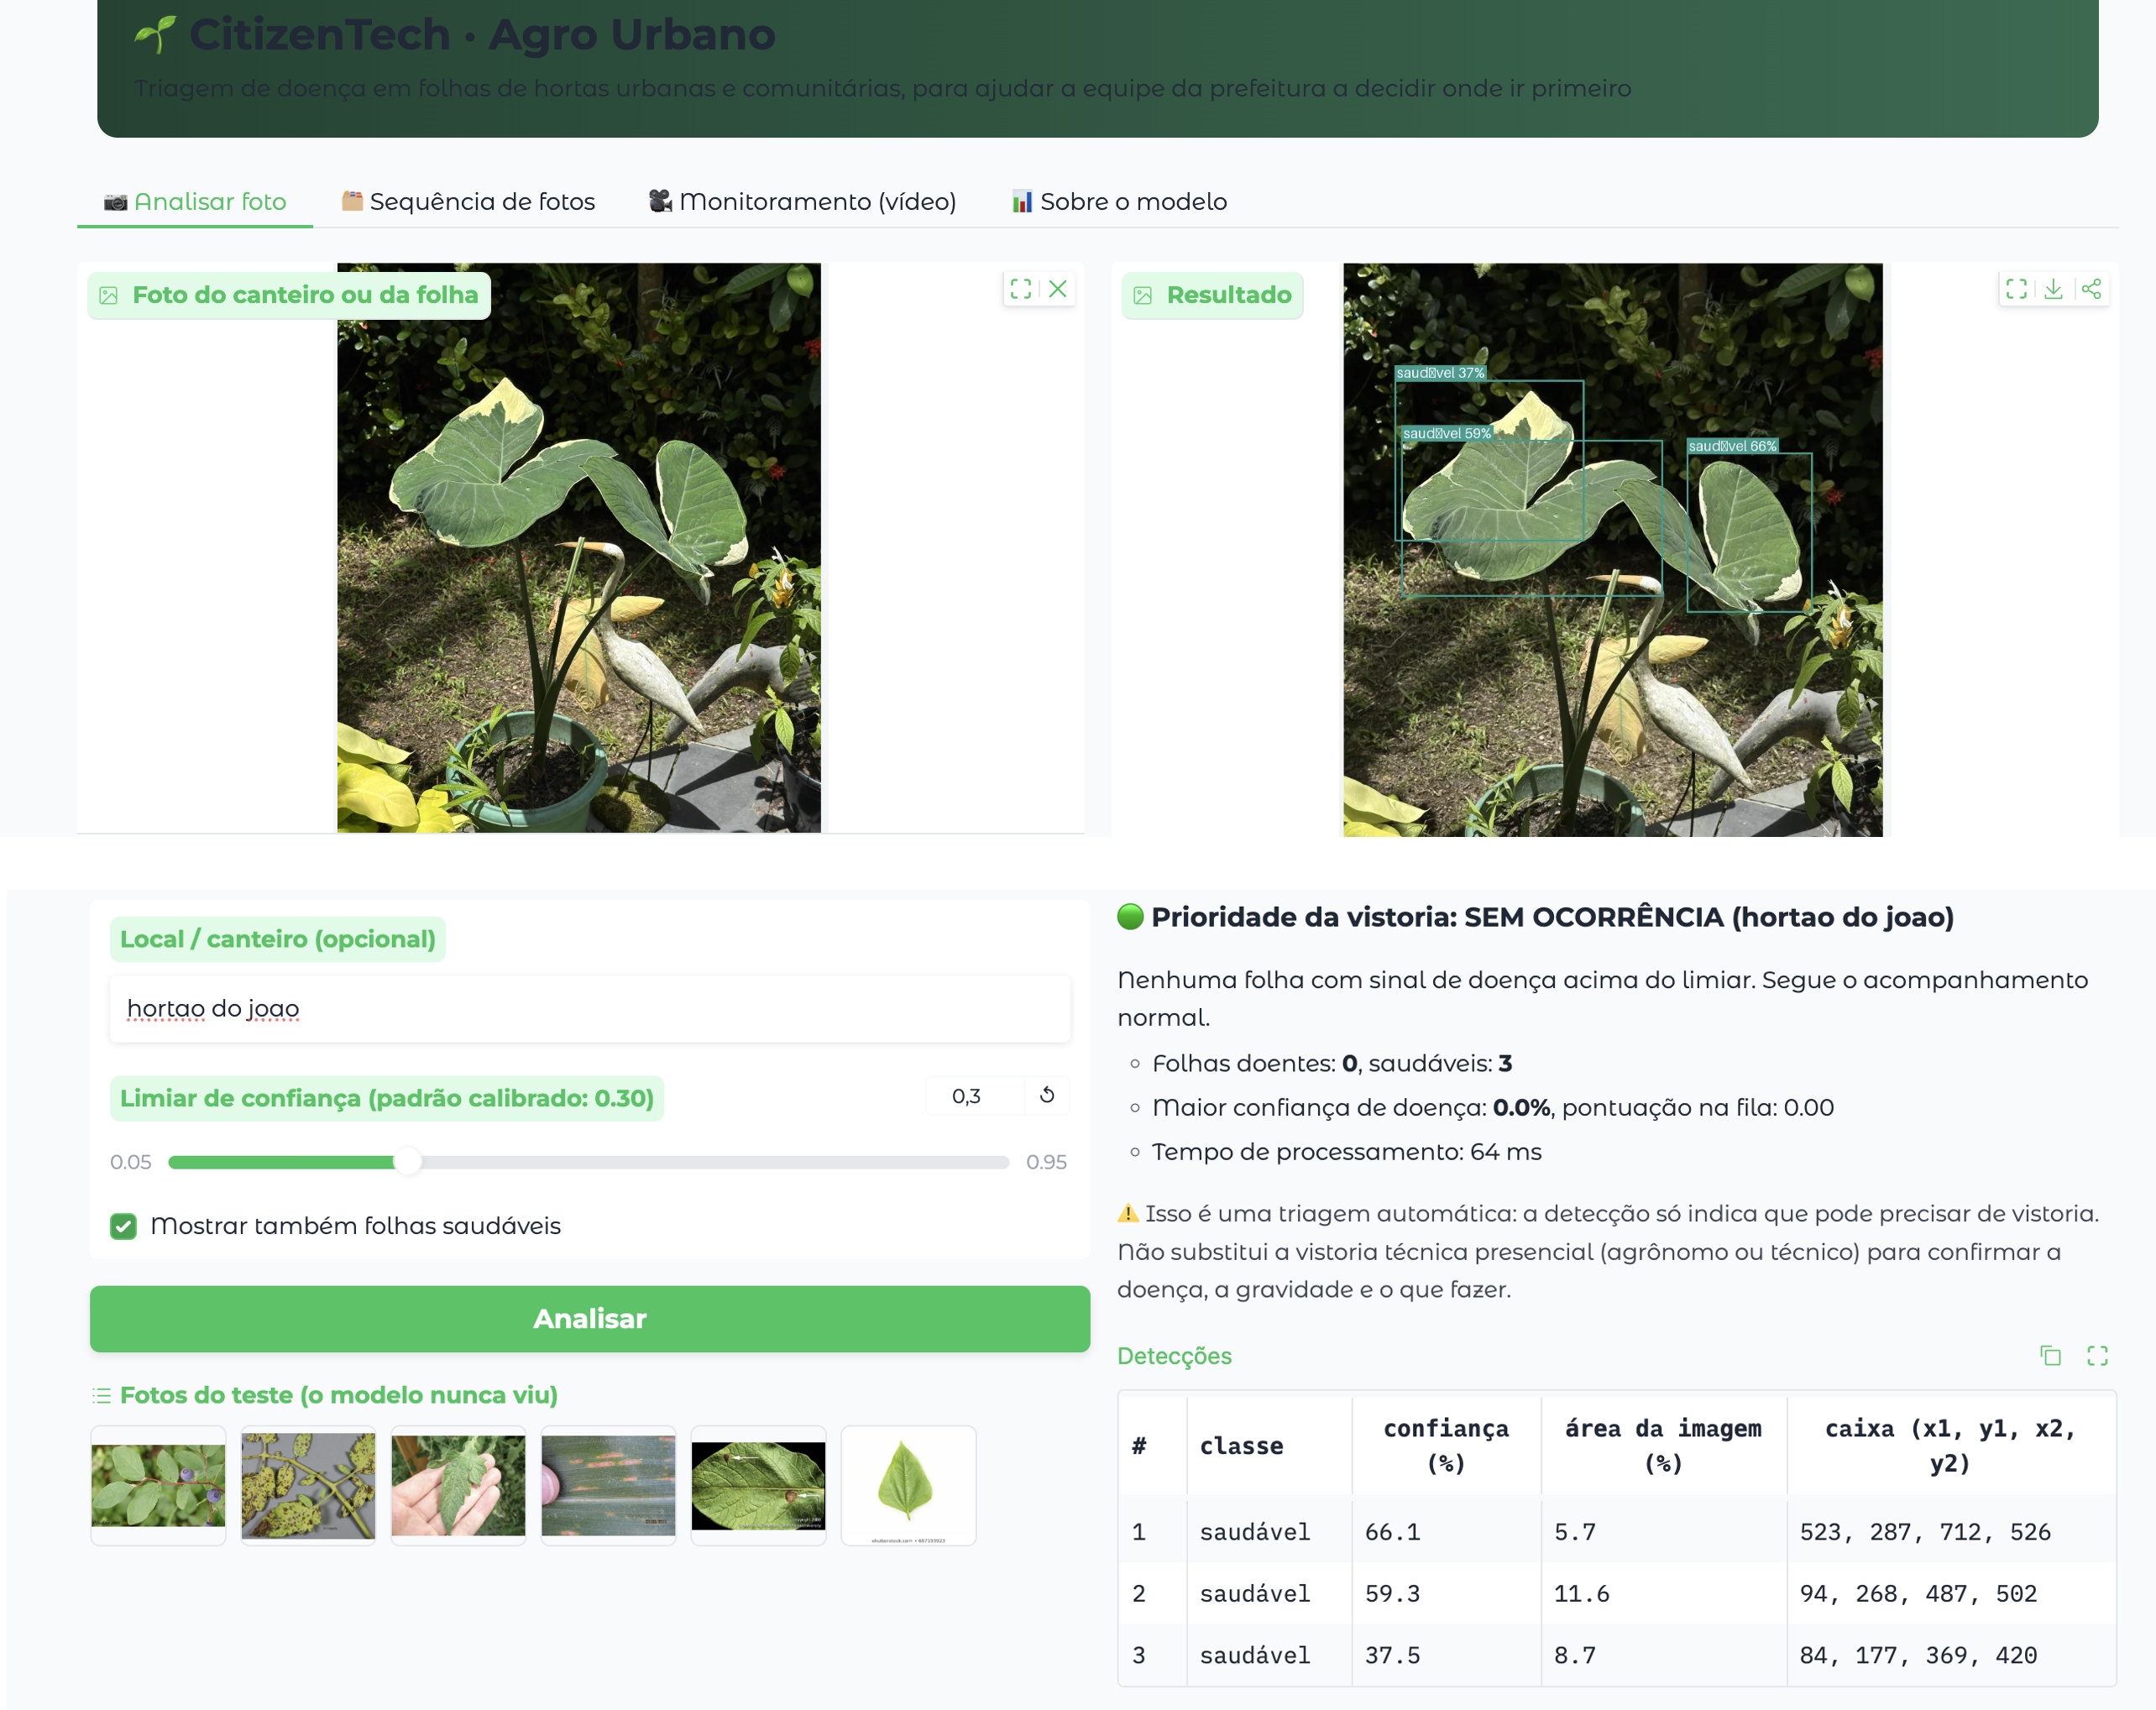 🌱 CitizenTech · Agro Urbano
Triagem de doença em folhas de hortas urbanas e comunitárias, para ajudar a equipe da prefeitura a decidir onde ir primeiro
📷 Analisar foto
🗂️ Sequência de fotos
🎥 Monitoramento (vídeo)
📊 Sobre o modelo
Foto do canteiro ou da folha
Resultado
saud▯vel 37%
saud▯vel 59%
saud▯vel 66%
Local / canteiro (opcional)
hortao do joao
Limiar de confiança (padrão calibrado: 0.30)
0,3
0.05
0.95
Mostrar também folhas saudáveis
Analisar
Fotos do teste (o modelo nunca viu)
🟢 Prioridade da vistoria: SEM OCORRÊNCIA (hortao do joao)
Nenhuma folha com sinal de doença acima do limiar. Segue o acompanhamento
normal.
Folhas doentes: 0, saudáveis: 3
Maior confiança de doença: 0.0%, pontuação na fila: 0.00
Tempo de processamento: 64 ms
⚠️ Isso é uma triagem automática: a detecção só indica que pode precisar de vistoria.
Não substitui a vistoria técnica presencial (agrônomo ou técnico) para confirmar a
doença, a gravidade e o que fazer.
Detecções
# classe confiança (%) área da imagem (%) caixa (x1, y1, x2, y2)
1 saudável 66.1 5.7 523, 287, 712, 526
2 saudável 59.3 11.6 94, 268, 487, 502
3 saudável 37.5 8.7 84, 177, 369, 420